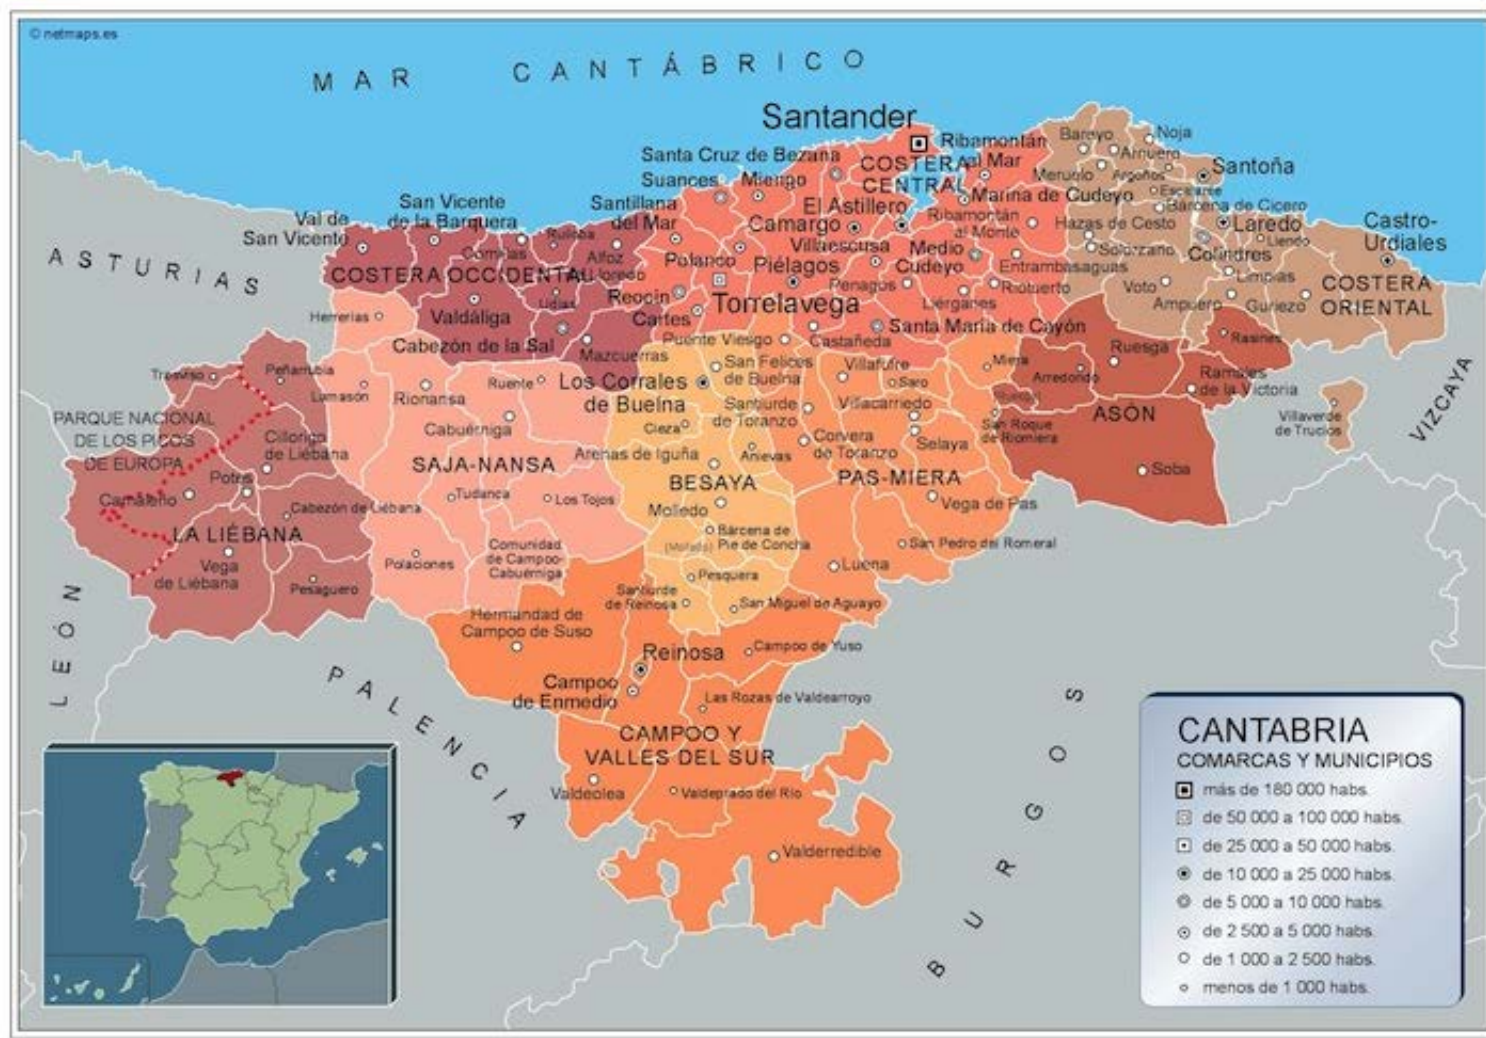 © netmaps.es
MAR CANTÁBRICO
Santander
Santa Cruz de Bezana
COSTERA
CENTRAL
Ribamontán
al Mar
Bareyo
Noja
Arnuero
Meruelo
Argoños
Santoña
Escalante
Suances
Miengo
Marina de Cudeyo
Bárcena de Cicero
San Vicente
de la Barquera
Santillana
del Mar
El Astillero
Camargo
Ribamontán
al Monte
Hazas de Cesto
Laredo
Castro-
Urdiales
Val de
San Vicente
Ruiloba
Comillas
Alfoz
de Lloredo
Villaescusa
Medio
Cudeyo
Solórzano
Colindres
Liendo
ASTURIAS
COSTERA OCCIDENTAL
Polanco
Piélagos
Entrambasaguas
Limpias
COSTERA
ORIENTAL
Udías
Reocín
Torrelavega
Penagos
Liérganes
Riotuerto
Voto
Ampuero
Guriezo
Herrerías
Valdáliga
Cartes
Santa María de Cayón
Cabezón de la Sal
Mazcuerras
Puente Viesgo
Castañeda
Rasines
Tresviso
Peñarrubia
Lamasón
Rionansa
Ruente
Los Corrales
de Buelna
San Felices
de Buelna
Villafufre
Saro
Miera
Arredondo
Ruesga
Ramales
de la Victoria
VIZCAYA
PARQUE NACIONAL
DE LOS PICOS
DE EUROPA
Cillorigo
de Liébana
Cabuérniga
Cieza
Santiurde
de Toranzo
Villacarriedo
San Roque
de Riomiera
ASÓN
Villaverde
de Trucíos
SAJA-NANSA
Arenas de Iguña
Anievas
Corvera
de Toranzo
Selaya
Potes
Camaleño
Tudanca
Los Tojos
BESAYA
PAS-MIERA
Soba
Cabezón de Liébana
Molledo
Vega de Pas
LA LIÉBANA
(Molledo)
Bárcena de
Pie de Concha
San Pedro del Romeral
Vega
de Liébana
Polaciones
Comunidad
de Campoo-
Cabuérniga
Luena
Pesaguero
Pesquera
Santiurde
de Reinosa
San Miguel de Aguayo
LEÓN
Hermandad de
Campoo de Suso
Reinosa
Campoo de Yuso
PALENCIA
Campoo
de Enmedio
Las Rozas de Valdearroyo
CAMPOO Y
VALLES DEL SUR
Valdeolea
Valdeprado del Río
Valderredible
BURGOS
CANTABRIA
COMARCAS Y MUNICIPIOS
más de 180 000 habs.
de 50 000 a 100 000 habs.
de 25 000 a 50 000 habs.
de 10 000 a 25 000 habs.
de 5 000 a 10 000 habs.
de 2 500 a 5 000 habs.
de 1 000 a 2 500 habs.
menos de 1 000 habs.